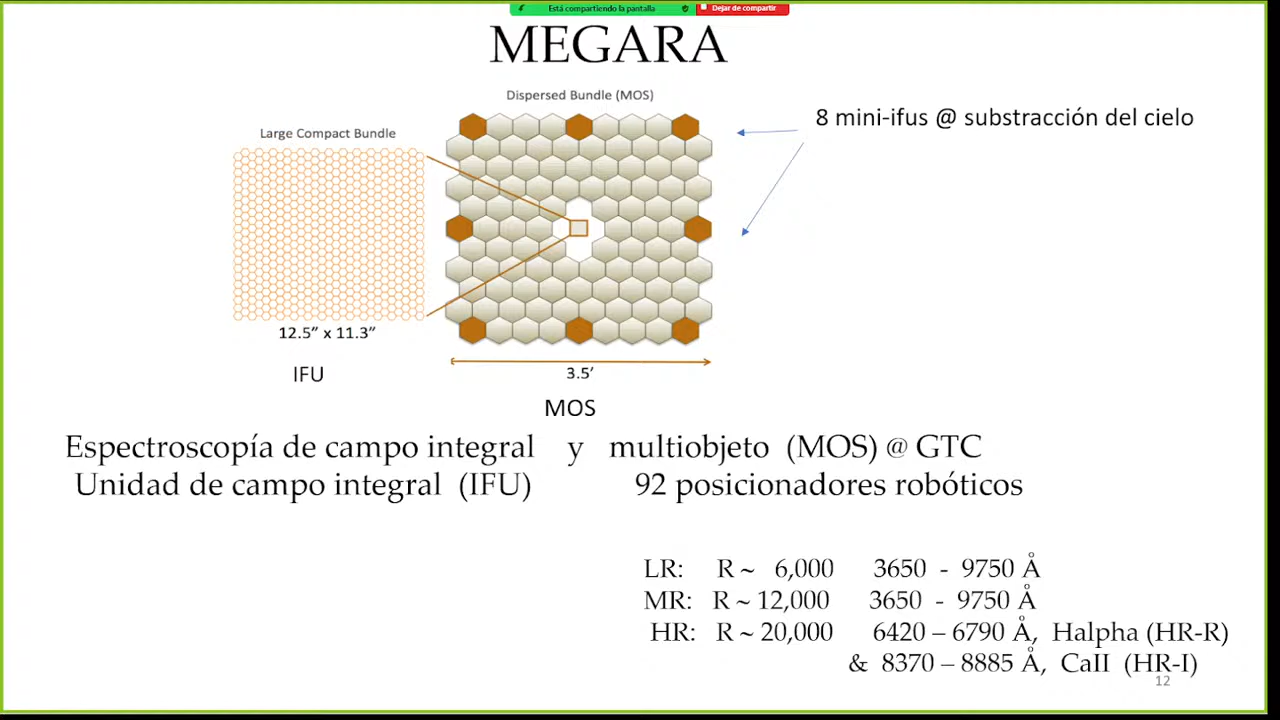 Está compartiendo la pantalla
Dejar de compartir
MEGARA
Dispersed Bundle (MOS)
8 mini-ifus @ substracción del cielo
Large Compact Bundle
12.5” x 11.3”
IFU
3.5’
MOS
Espectroscopía de campo integral y multiobjeto (MOS) @ GTC
Unidad de campo integral (IFU) 92 posicionadores robóticos
LR: R ~ 6,000 3650 - 9750 Å
MR: R ~ 12,000 3650 - 9750 Å
HR: R ~ 20,000 6420 – 6790 Å, Halpha (HR-R)
& 8370 – 8885 Å, CaII (HR-I)
12